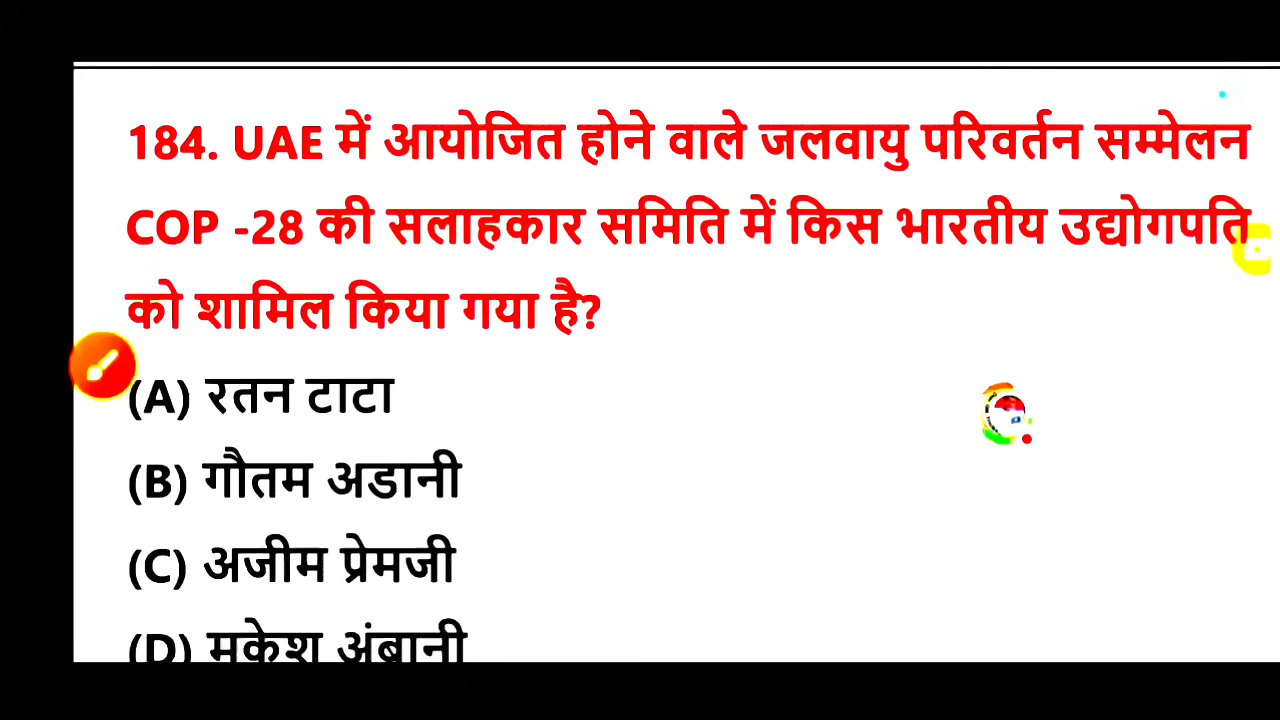 184. UAE में आयोजित होने वाले जलवायु परिवर्तन सम्मेलन
COP -28 की सलाहकार समिति में किस भारतीय उद्योगपति
को शामिल किया गया है?
(A) रतन टाटा
(B) गौतम अडानी
(C) अजीम प्रेमजी
(D) मुकेश अंबानी